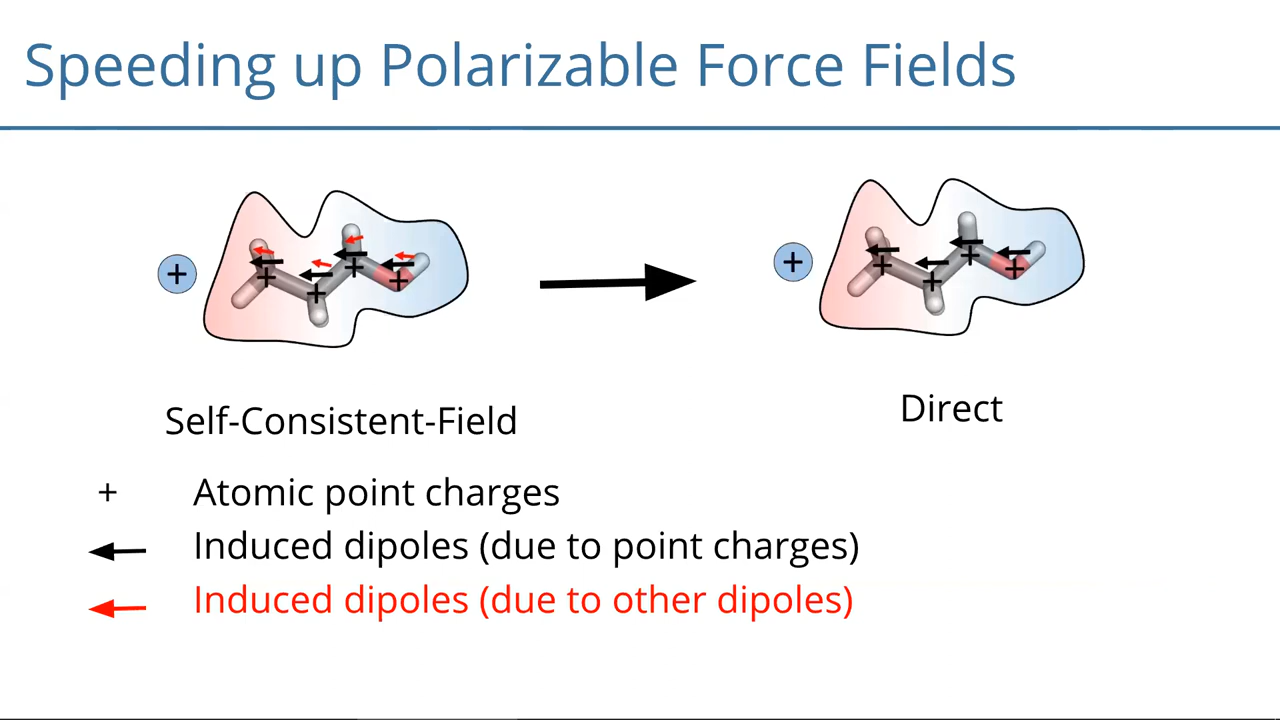 Speeding up Polarizable Force Fields
+
+ + + +
+
+ + + +
Self-Consistent-Field
Direct
+ Atomic point charges
Induced dipoles (due to point charges)
Induced dipoles (due to other dipoles)